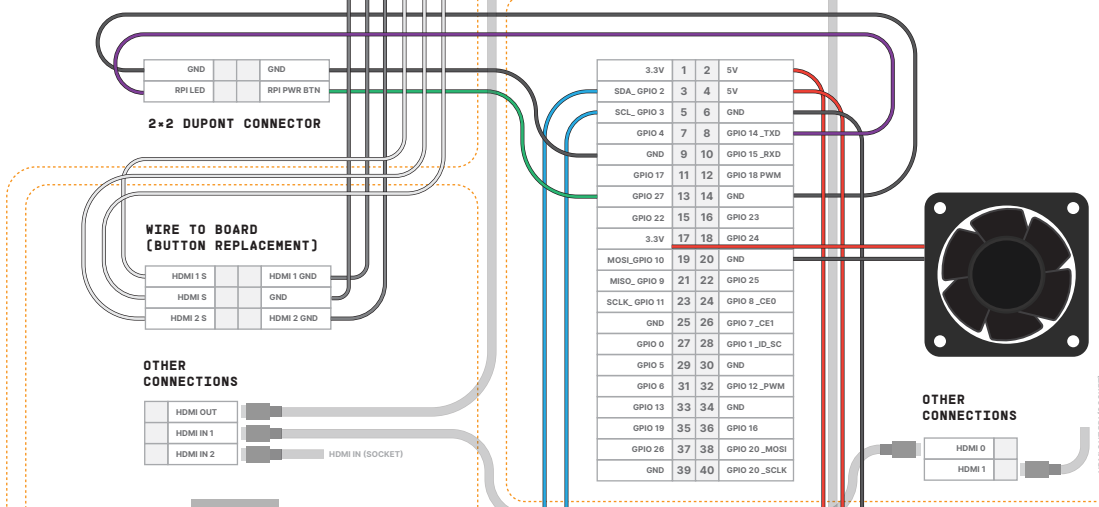 GND GND
RPI LED RPI PWR BTN
2×2 DUPONT CONNECTOR
WIRE TO BOARD
(BUTTON REPLACEMENT)
HDMI 1 S HDMI 1 GND
HDMI S GND
HDMI 2 S HDMI 2 GND
OTHER
CONNECTIONS
HDMI OUT
HDMI IN 1
HDMI IN 2
HDMI IN (SOCKET)
3.3V 1 2 5V
SDA_ GPIO 2 3 4 5V
SCL_ GPIO 3 5 6 GND
GPIO 4 7 8 GPIO 14 _TXD
GND 9 10 GPIO 15 _RXD
GPIO 17 11 12 GPIO 18 PWM
GPIO 27 13 14 GND
GPIO 22 15 16 GPIO 23
3.3V 17 18 GPIO 24
MOSI_GPIO 10 19 20 GND
MISO_ GPIO 9 21 22 GPIO 25
SCLK_ GPIO 11 23 24 GPIO 8 _CE0
GND 25 26 GPIO 7 _CE1
GPIO 0 27 28 GPIO 1 _ID_SC
GPIO 5 29 30 GND
GPIO 6 31 32 GPIO 12 _PWM
GPIO 13 33 34 GND
GPIO 19 35 36 GPIO 16
GPIO 26 37 38 GPIO 20 _MOSI
GND 39 40 GPIO 20 _SCLK
OTHER
CONNECTIONS
HDMI 0
HDMI 1